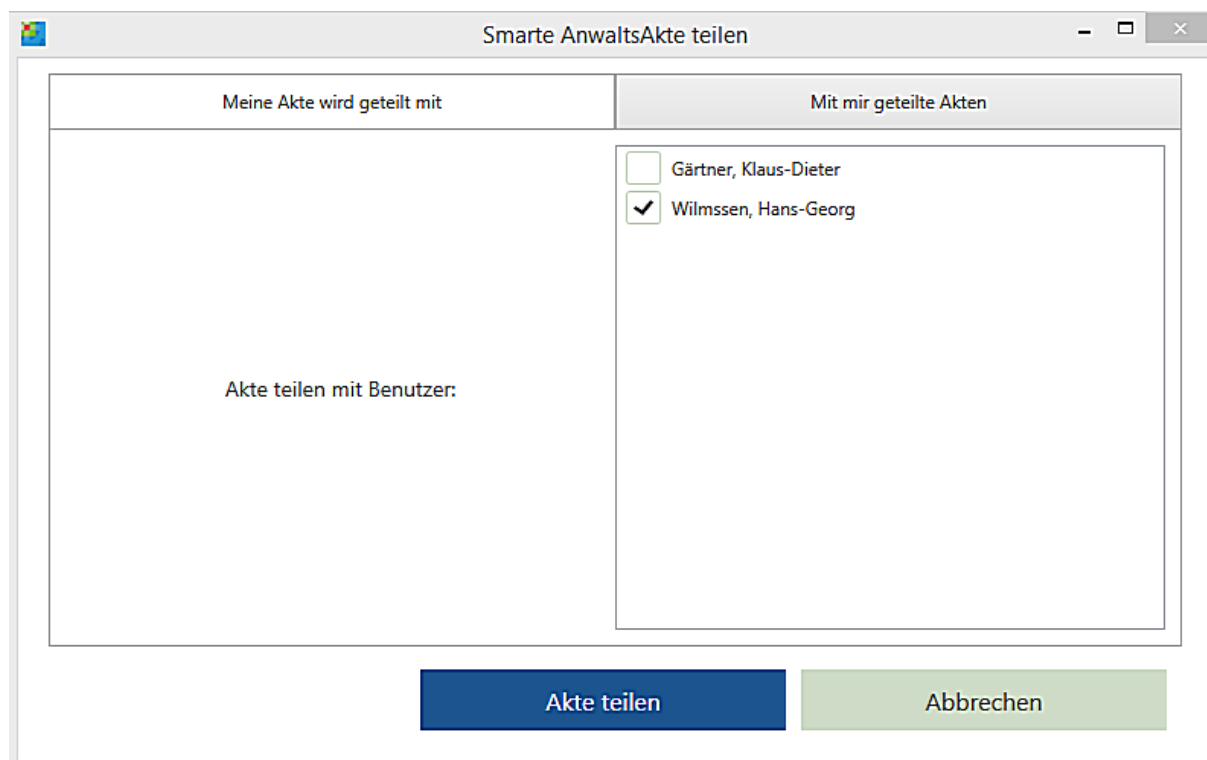 Smarte AnwaltsAkte teilen
Meine Akte wird geteilt mit
Mit mir geteilte Akten
Akte teilen mit Benutzer:
Gärtner, Klaus-Dieter
Wilmssen, Hans-Georg
Akte teilen
Abbrechen